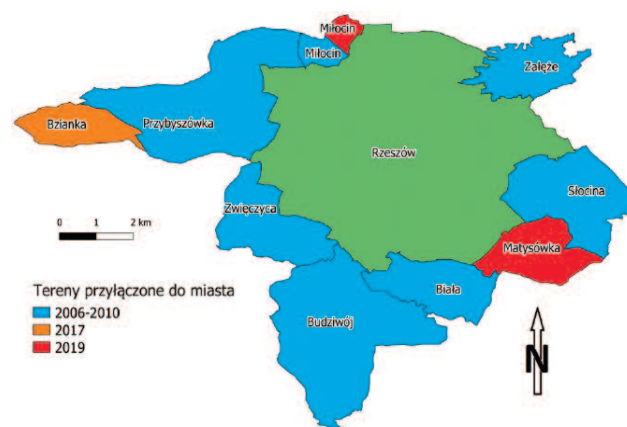 Miłocin
Miłocin
Załęże
Bzianka
Przybyszówka
Rzeszów
Słocina
Zwięczyca
0 1 2 km
Matysówka
Tereny przyłączone do miasta
2006-2010
2017
2019
Biała
Budziwój
N